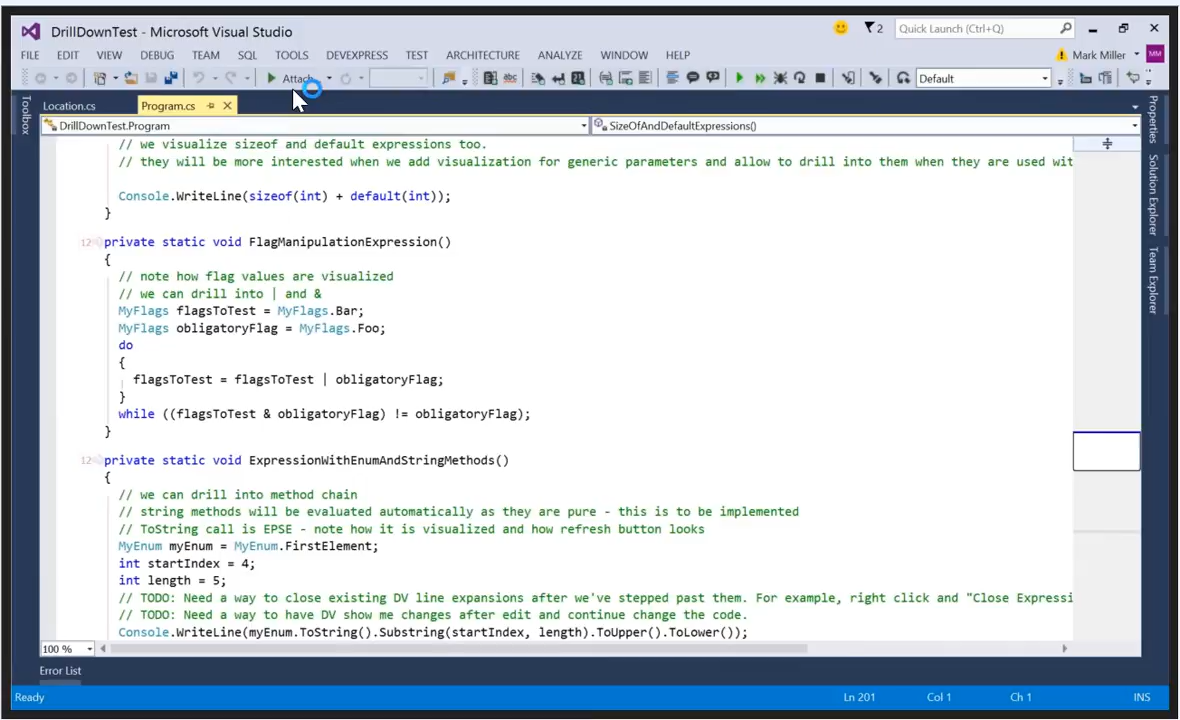 DrillDownTest - Microsoft Visual Studio
2
Quick Launch (Ctrl+Q)
FILE EDIT VIEW DEBUG TEAM SQL TOOLS DEVEXPRESS TEST ARCHITECTURE ANALYZE WINDOW HELP
Mark Miller
MM
Attach
Default
Toolbox
Location.cs
Program.cs
DrillDownTest.Program
SizeOfAndDefaultExpressions()
// we visualize sizeof and default expressions too.
// they will be more interested when we add visualization for generic parameters and allow to drill into them when they are used wit
Console.WriteLine(sizeof(int) + default(int));
}
12 private static void FlagManipulationExpression()
{
// note how flag values are visualized
// we can drill into | and &
MyFlags flagsToTest = MyFlags.Bar;
MyFlags obligatoryFlag = MyFlags.Foo;
do
{
flagsToTest = flagsToTest | obligatoryFlag;
}
while ((flagsToTest & obligatoryFlag) != obligatoryFlag);
}
12 private static void ExpressionWithEnumAndStringMethods()
{
// we can drill into method chain
// string methods will be evaluated automatically as they are pure - this is to be implemented
// ToString call is EPSE - note how it is visualized and how refresh button looks
MyEnum myEnum = MyEnum.FirstElement;
int startIndex = 4;
int length = 5;
// TODO: Need a way to close existing DV line expansions after we've stepped past them. For example, right click and "Close Expressi
// TODO: Need a way to have DV show me changes after edit and continue change the code.
Console.WriteLine(myEnum.ToString().Substring(startIndex, length).ToUpper().ToLower());
Properties
Solution Explorer
Team Explorer
100 %
Error List
Ready
Ln 201
Col 1
Ch 1
INS